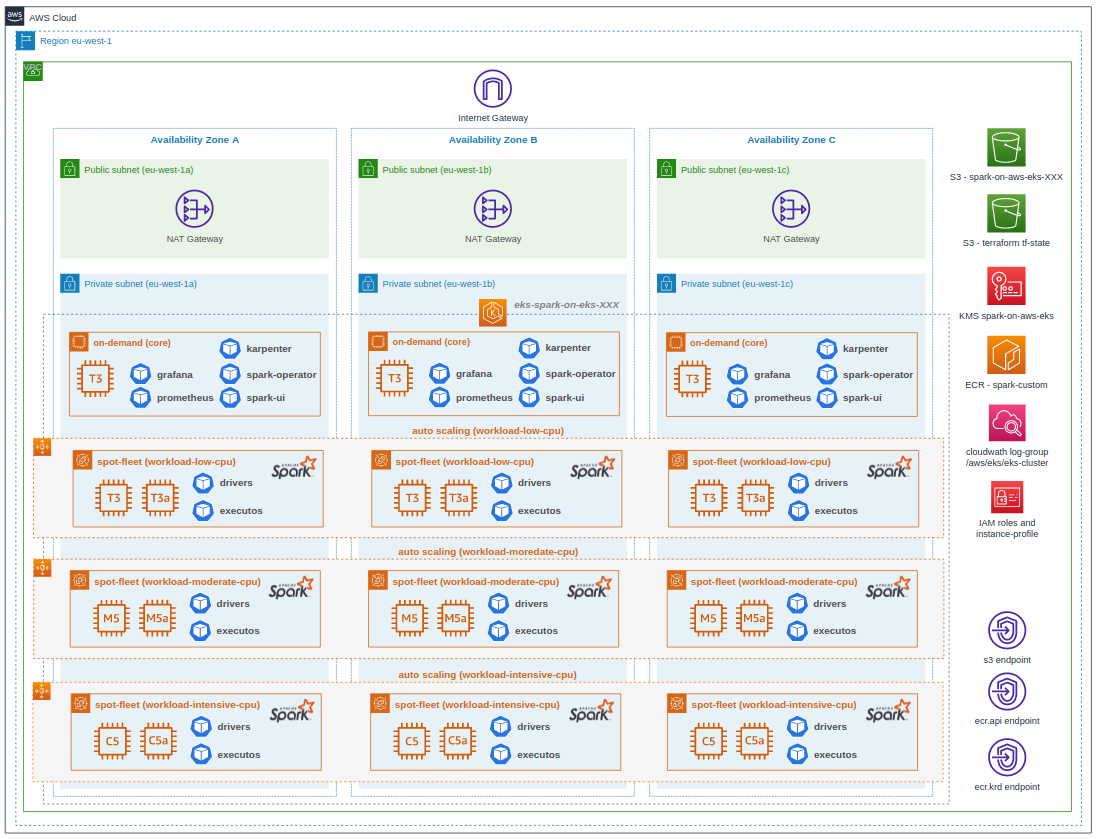 aws
AWS Cloud
Region eu-west-1
VPC
Internet Gateway
Availability Zone A
Availability Zone B
Availability Zone C
Public subnet (eu-west-1a)
Public subnet (eu-west-1b)
Public subnet (eu-west-1c)
NAT Gateway
NAT Gateway
NAT Gateway
Private subnet (eu-west-1a)
Private subnet (eu-west-1b)
Private subnet (eu-west-1c)
eks-spark-on-eks-XXX
on-demand (core)
T3
grafana
prometheus
karpenter
spark-operator
spark-ui
on-demand (core)
T3
grafana
prometheus
karpenter
spark-operator
spark-ui
on-demand (core)
T3
grafana
prometheus
karpenter
spark-operator
spark-ui
auto scaling (workload-low-cpu)
spot-fleet (workload-low-cpu)
APACHE Spark
T3
T3a
drivers
executos
spot-fleet (workload-low-cpu)
APACHE Spark
T3
T3a
drivers
executos
spot-fleet (workload-low-cpu)
APACHE Spark
T3
T3a
drivers
executos
auto scaling (workload-moredate-cpu)
spot-fleet (workload-moderate-cpu)
APACHE Spark
M5
M5a
drivers
executos
spot-fleet (workload-moderate-cpu)
APACHE Spark
M5
M5a
drivers
executos
spot-fleet (workload-moderate-cpu)
APACHE Spark
M5
M5a
drivers
executos
auto scaling (workload-intensive-cpu)
spot-fleet (workload-intensive-cpu)
APACHE Spark
C5
C5a
drivers
executos
spot-fleet (workload-intensive-cpu)
APACHE Spark
C5
C5a
drivers
executos
spot-fleet (workload-intensive-cpu)
APACHE Spark
C5
C5a
drivers
executos
S3 - spark-on-aws-eks-XXX
S3 - terraform tf-state
KMS spark-on-aws-eks
ECR - spark-custom
cloudwath log-group
/aws/eks/eks-cluster
IAM roles and
instance-profile
s3 endpoint
ecr.api endpoint
ecr.krd endpoint